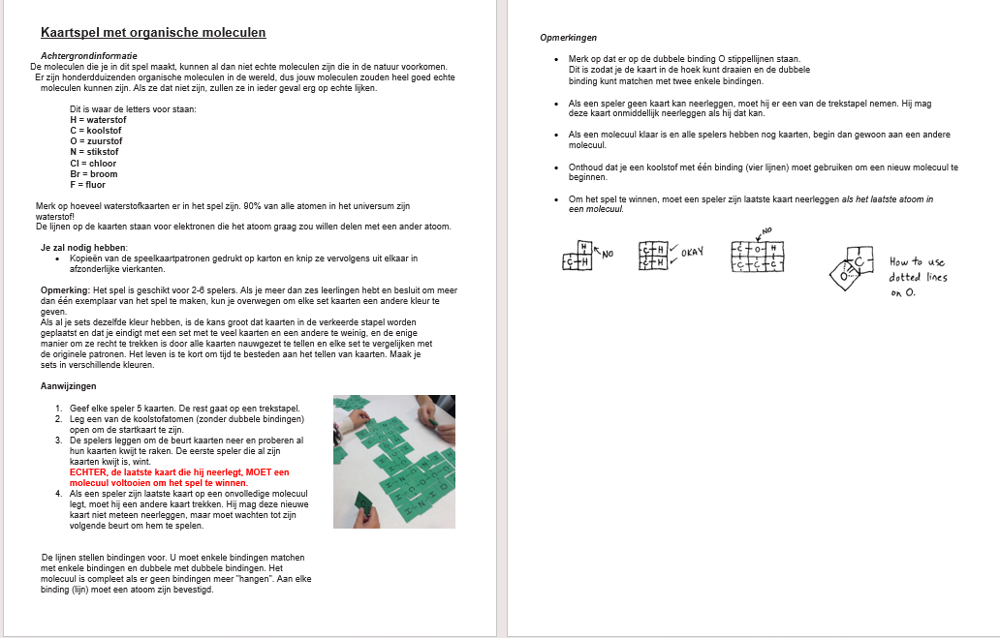 Kaartspel met organische moleculen
Achtergrondinformatie
De moleculen die je in dit spel maakt, kunnen al dan niet echte moleculen zijn die in de natuur voorkomen.
Er zijn honderdduizenden organische moleculen in de wereld, dus jouw moleculen zouden heel goed echte
moleculen kunnen zijn. Als ze dat niet zijn, zullen ze in ieder geval erg op echte lijken.
Dit is waar de letters voor staan:
H = waterstof
C = koolstof
O = zuurstof
N = stikstof
Cl = chloor
Br = broom
F = fluor
Merk op hoeveel waterstofkaarten er in het spel zijn. 90% van alle atomen in het universum zijn
waterstof!
De lijnen op de kaarten staan voor elektronen die het atoom graag zou willen delen met een ander atoom.
Je zal nodig hebben:
• Kopieën van de speelkaartpatronen gedrukt op karton en knip ze vervolgens uit elkaar in
afzonderlijke vierkanten.
Opmerking: Het spel is geschikt voor 2-6 spelers. Als je meer dan zes leerlingen hebt en besluit om meer
dan één exemplaar van het spel te maken, kun je overwegen om elke set kaarten een andere kleur te
geven.
Als al je sets dezelfde kleur hebben, is de kans groot dat kaarten in de verkeerde stapel worden
geplaatst en dat je eindigt met een set met te veel kaarten en een andere te weinig, en de enige
manier om ze recht te trekken is door alle kaarten nauwgezet te tellen en elke set te vergelijken met
de originele patronen. Het leven is te kort om tijd te besteden aan het tellen van kaarten. Maak je
sets in verschillende kleuren.
Aanwijzingen
1. Geef elke speler 5 kaarten. De rest gaat op een trekstapel.
2. Leg een van de koolstofatomen (zonder dubbele bindingen)
open om de startkaart te zijn.
3. De spelers leggen om de beurt kaarten neer en proberen al
hun kaarten kwijt te raken. De eerste speler die al zijn
kaarten kwijt is, wint.
ECHTER, de laatste kaart die hij neerlegt, MOET een
molecuul voltooien om het spel te winnen.
4. Als een speler zijn laatste kaart op een onvolledige molecuul
legt, moet hij een andere kaart trekken. Hij mag deze nieuwe
kaart niet meteen neerleggen, maar moet wachten tot zijn
volgende beurt om hem te spelen.
De lijnen stellen bindingen voor. U moet enkele bindingen matchen
met enkele bindingen en dubbele met dubbele bindingen. Het
molecuul is compleet als er geen bindingen meer "hangen". Aan elke
binding (lijn) moet een atoom zijn bevestigd.
Opmerkingen
• Merk op dat er op de dubbele binding O stippellijnen staan.
Dit is zodat je de kaart in de hoek kunt draaien en de dubbele
binding kunt matchen met twee enkele bindingen.
• Als een speler geen kaart kan neerleggen, moet hij er een van de trekstapel nemen. Hij mag
deze kaart onmiddellijk neerleggen als hij dat kan.
• Als een molecuul klaar is en alle spelers hebben nog kaarten, begin dan gewoon aan een andere
molecuul.
• Onthoud dat je een koolstof met één binding (vier lijnen) moet gebruiken om een nieuw molecuul te
beginnen.
• Om het spel te winnen, moet een speler zijn laatste kaart neerleggen als het laatste atoom in
een molecuul.
H
C H
NO
C H
C H
OKAY
NO
C O H
C C C
C
O
How to use
dotted lines
on O.